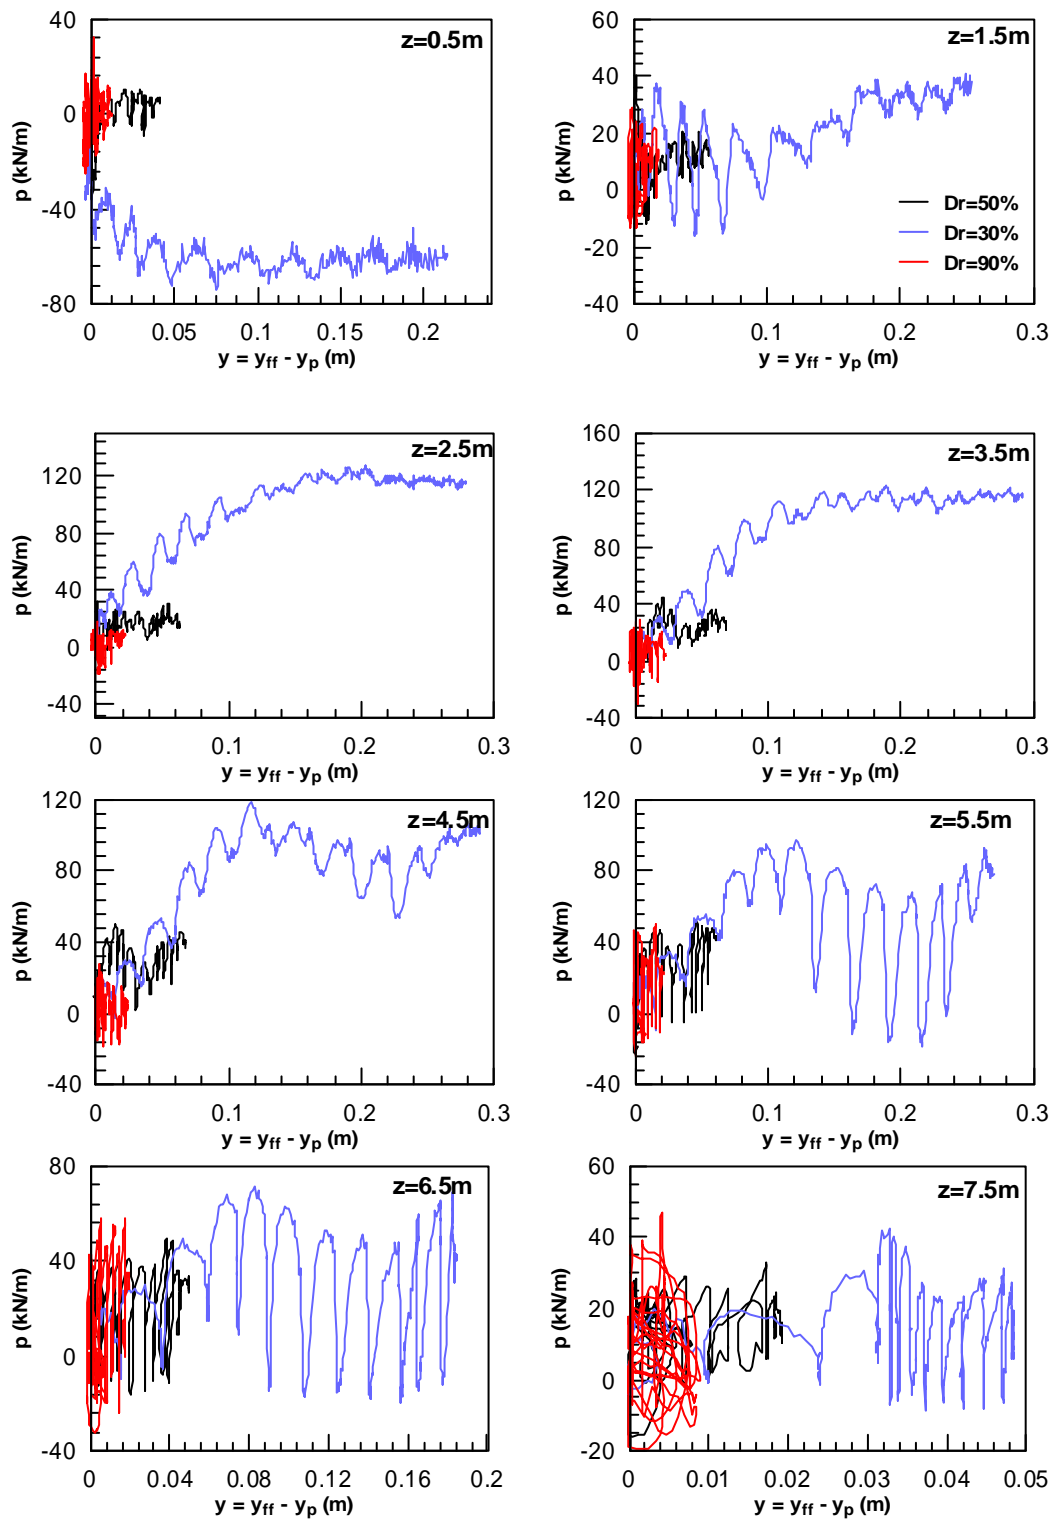 40
0
-40
-80
p (kN/m)
z=0.5m
0 0.05 0.1 0.15 0.2
y = yff - yp (m)
60
40
20
0
-20
-40
p (kN/m)
z=1.5m
Dr=50%
Dr=30%
Dr=90%
0 0.1 0.2 0.3
y = yff - yp (m)
120
80
40
0
-40
p (kN/m)
z=2.5m
0 0.1 0.2 0.3
y = yff - yp (m)
160
120
80
40
0
-40
p (kN/m)
z=3.5m
0 0.1 0.2 0.3
y = yff - yp (m)
120
80
40
0
-40
p (kN/m)
z=4.5m
0 0.1 0.2 0.3
y = yff - yp (m)
120
80
40
0
-40
p (kN/m)
z=5.5m
0 0.1 0.2 0.3
y = yff - yp (m)
80
40
0
-40
p (kN/m)
z=6.5m
0 0.04 0.08 0.12 0.16 0.2
y = yff - yp (m)
60
40
20
0
-20
p (kN/m)
z=7.5m
0 0.01 0.02 0.03 0.04 0.05
y = yff - yp (m)